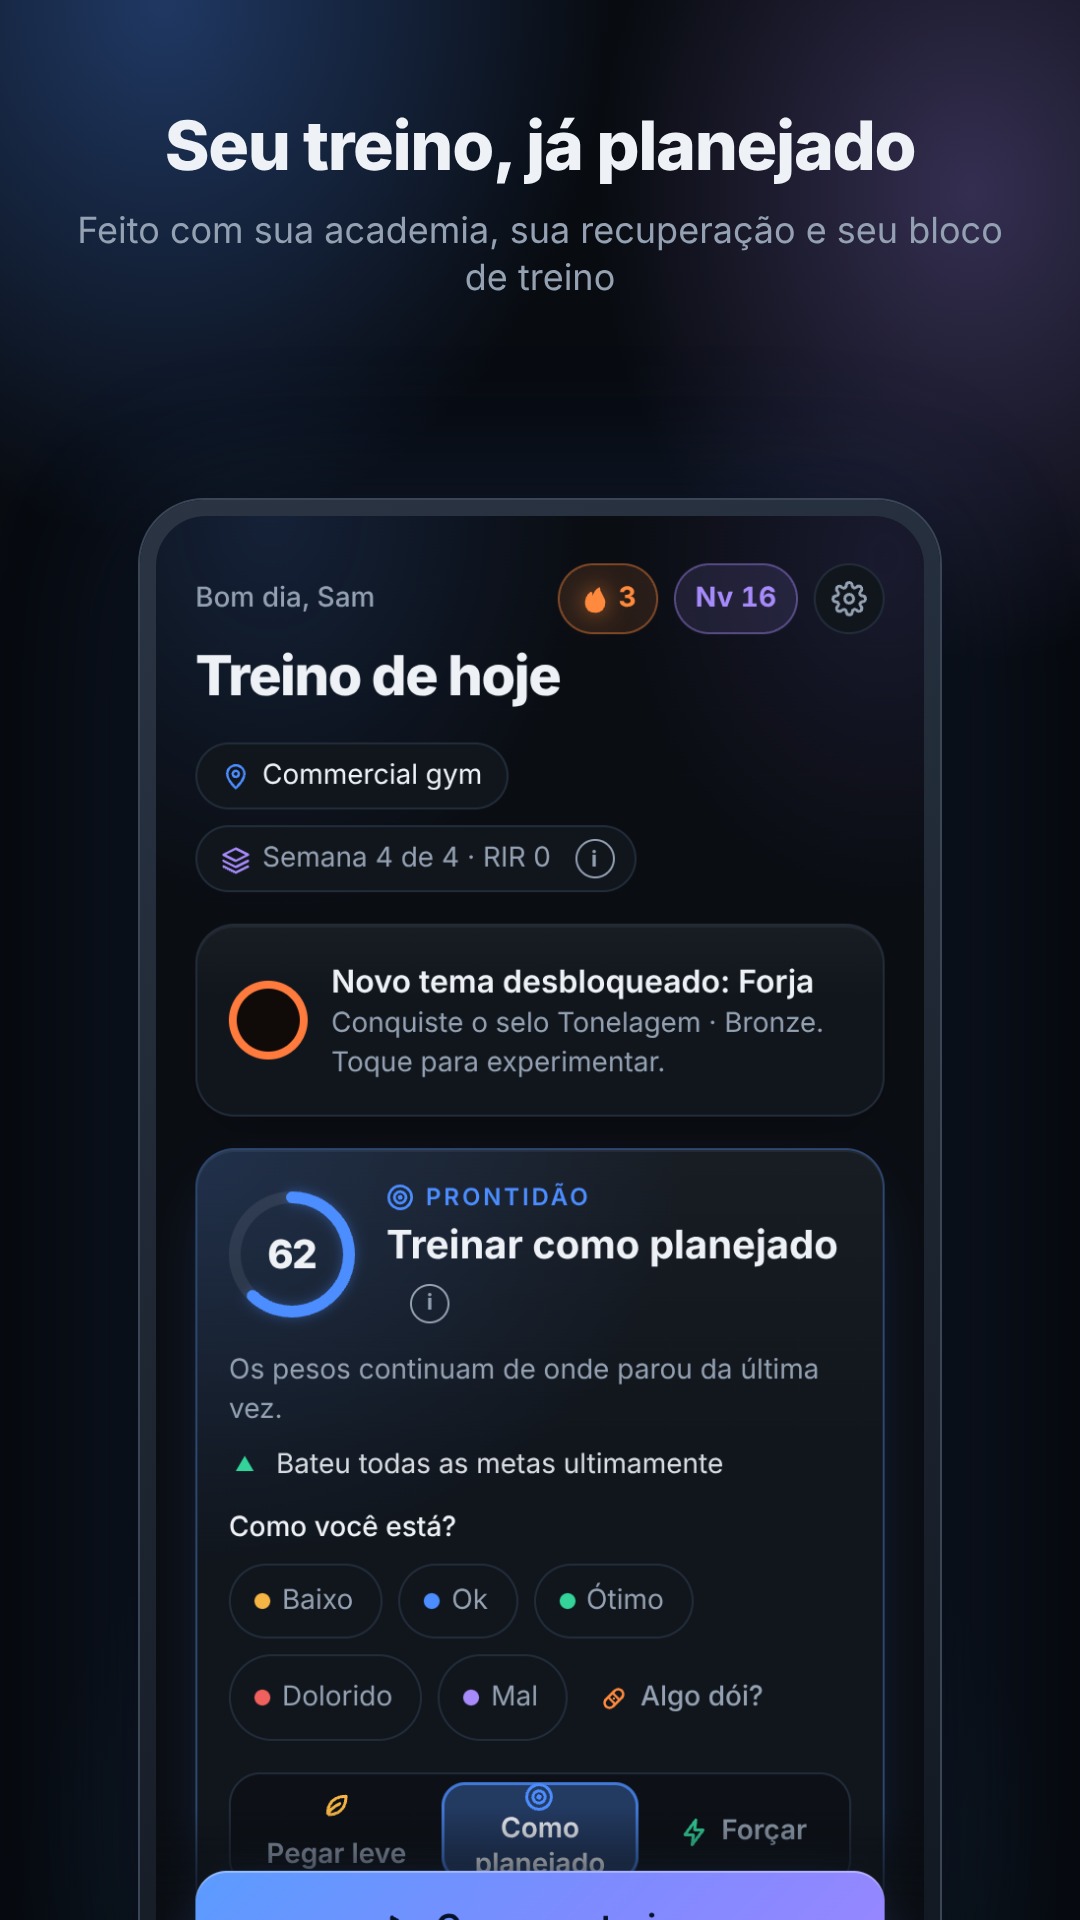 Seu treino, já planejado
Feito com sua academia, sua recuperação e seu bloco
de treino
Bom dia, Sam
3
Nv 16
Treino de hoje
Commercial gym
Semana 4 de 4 · RIR 0
Novo tema desbloqueado: Forja
Conquiste o selo Tonelagem · Bronze.
Toque para experimentar.
62
PRONTIDÃO
Treinar como planejado
Os pesos continuam de onde parou da última
vez.
Bateu todas as metas ultimamente
Como você está?
Baixo
Ok
Ótimo
Dolorido
Mal
Algo dói?
Pegar leve
Como
planejado
Forçar